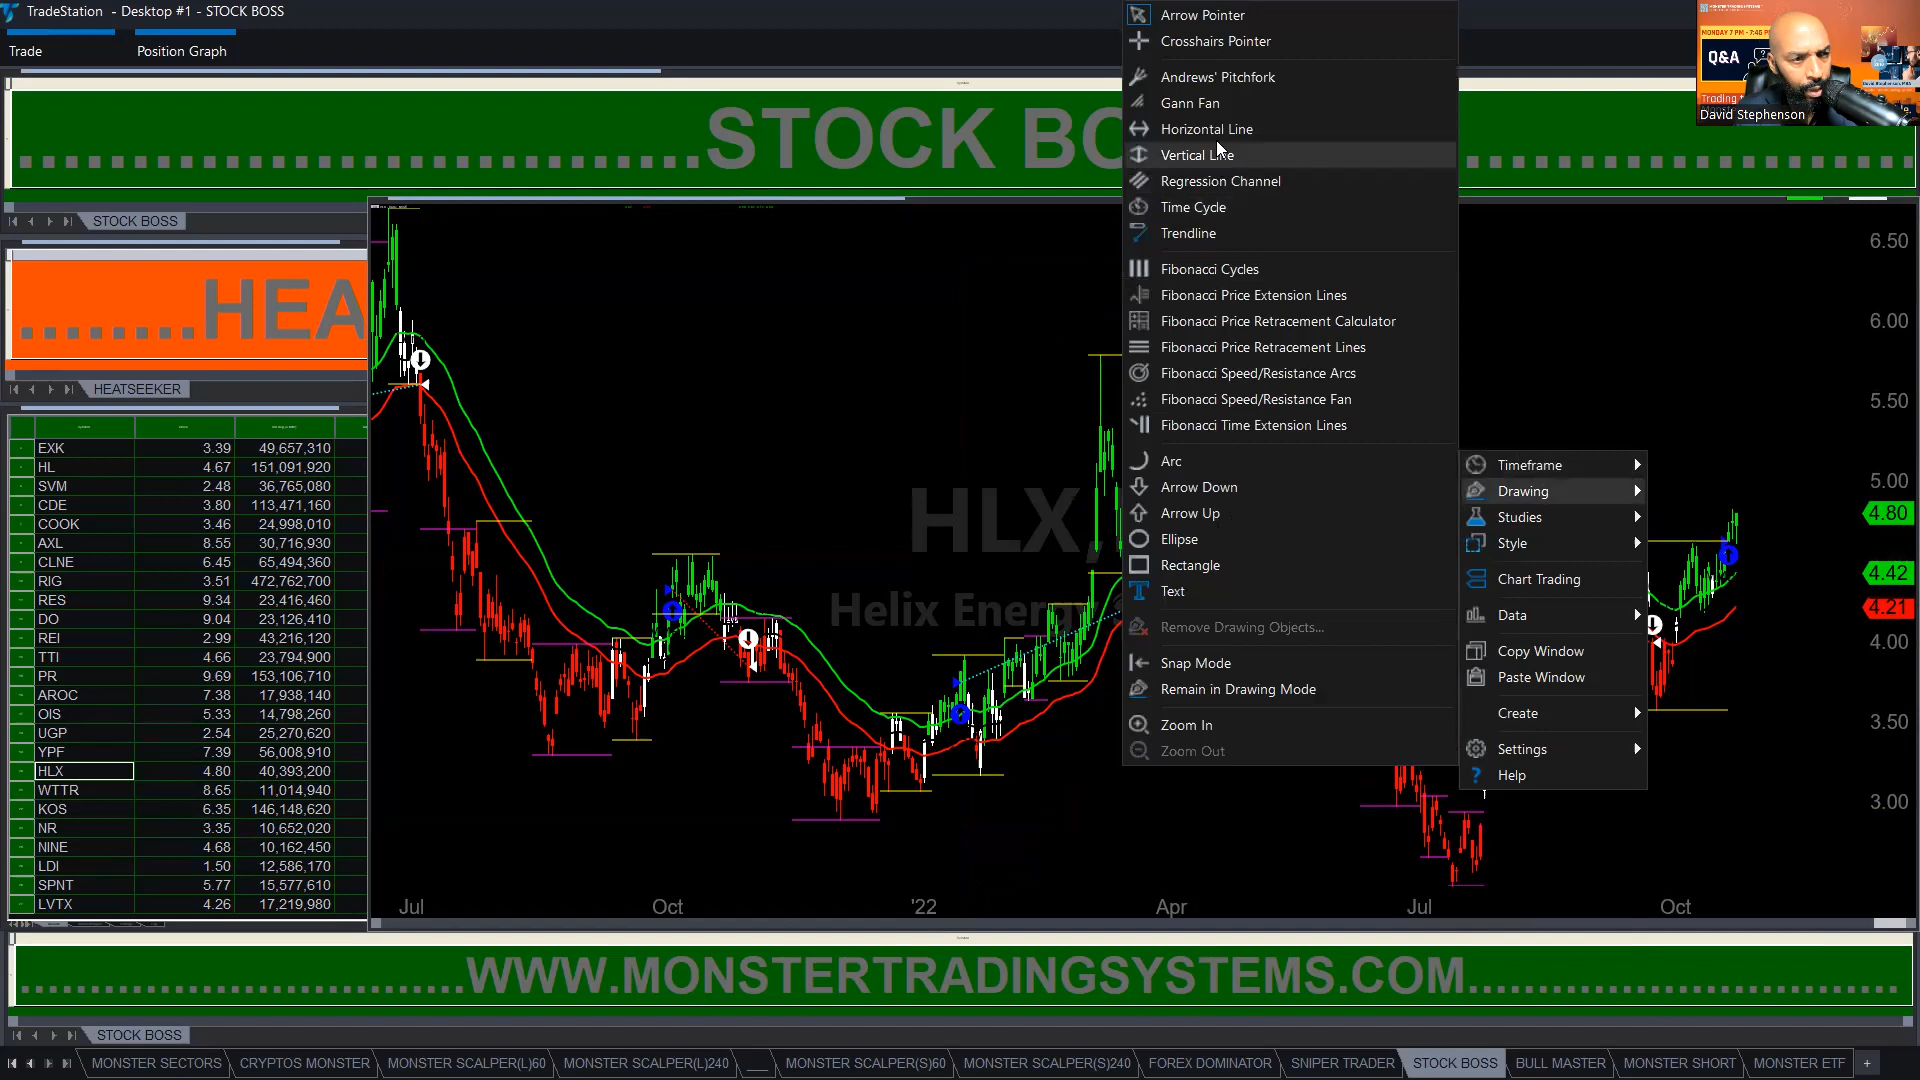 TradeStation - Desktop #1 - STOCK BOSS
Trade
Position Graph
MONDAY 7 PM - 7:45 PM
Q&A
David Stephenson
STOCK BO
STOCK BOSS
HEA
HEATSEEKER
EXK 3.39 49,657,310
HL 4.67 151,091,920
SVM 2.48 36,765,080
CDE 3.80 113,471,160
COOK 3.46 24,998,010
AXL 8.55 30,716,930
CLNE 6.45 65,494,360
RIG 3.51 472,762,700
RES 9.34 23,416,460
DO 9.04 23,126,410
REI 2.99 43,216,120
TTI 4.66 23,794,900
PR 9.69 153,106,710
AROC 7.38 17,938,140
OIS 5.33 14,798,260
UGP 2.54 25,270,620
YPF 7.39 56,008,910
HLX 4.80 40,393,200
WTTR 8.65 11,014,940
KOS 6.35 146,148,620
NR 3.35 10,652,020
NINE 4.68 10,162,450
LDI 1.50 12,586,170
SPNT 5.77 15,577,610
LVTX 4.26 17,219,980
HLX,
Helix Energy
Arrow Pointer
Crosshairs Pointer
Andrews' Pitchfork
Gann Fan
Horizontal Line
Vertical Line
Regression Channel
Time Cycle
Trendline
Fibonacci Cycles
Fibonacci Price Extension Lines
Fibonacci Price Retracement Calculator
Fibonacci Price Retracement Lines
Fibonacci Speed/Resistance Arcs
Fibonacci Speed/Resistance Fan
Fibonacci Time Extension Lines
Arc
Arrow Down
Arrow Up
Ellipse
Rectangle
Text
Remove Drawing Objects...
Snap Mode
Remain in Drawing Mode
Zoom In
Zoom Out
Timeframe
Drawing
Studies
Style
Chart Trading
Data
Copy Window
Paste Window
Create
Settings
Help
6.50
6.00
5.50
5.00
4.80
4.42
4.21
4.00
3.50
3.00
Jul Oct '22 Apr Jul Oct
WWW.MONSTERTRADINGSYSTEMS.COM
STOCK BOSS
MONSTER SECTORS CRYPTOS MONSTER MONSTER SCALPER(L)60 MONSTER SCALPER(L)240 ___ MONSTER SCALPER(S)60 MONSTER SCALPER(S)240 FOREX DOMINATOR SNIPER TRADER STOCK BOSS BULL MASTER MONSTER SHORT MONSTER ETF +